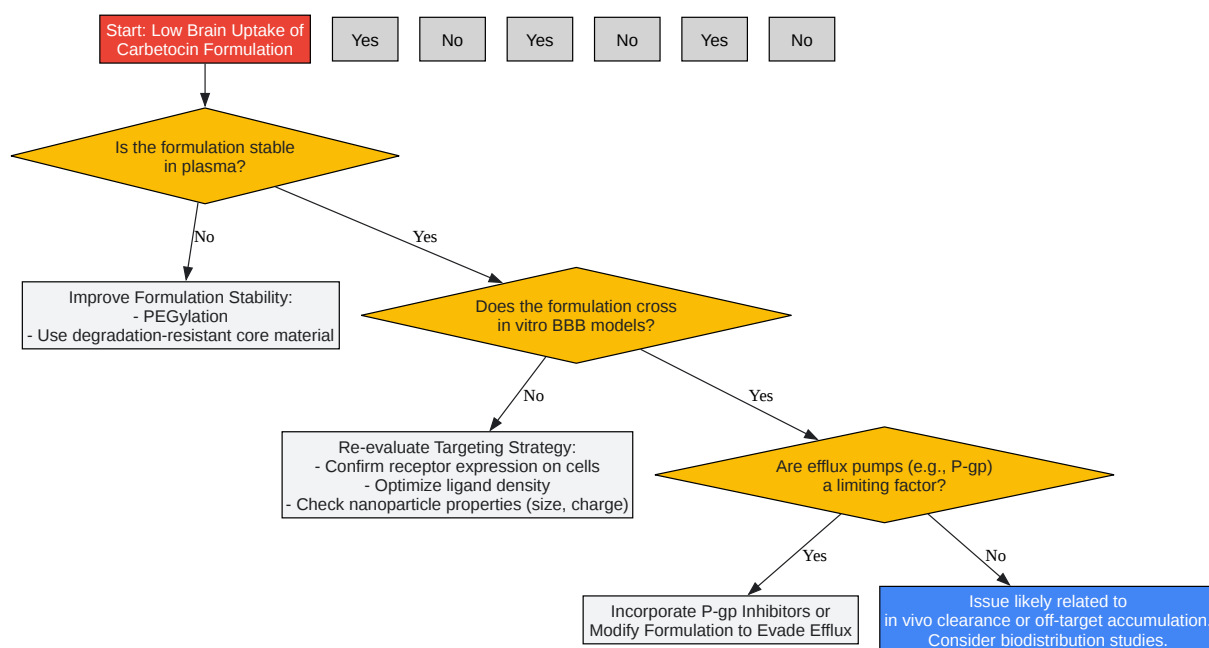 Start: Low Brain Uptake of
Carbetocin Formulation
Yes
No
Yes
No
Yes
No
Is the formulation stable
in plasma?
No
Yes
Improve Formulation Stability:
- PEGylation
- Use degradation-resistant core material
Does the formulation cross
in vitro BBB models?
No
Yes
Re-evaluate Targeting Strategy:
- Confirm receptor expression on cells
- Optimize ligand density
- Check nanoparticle properties (size, charge)
Are efflux pumps (e.g., P-gp)
a limiting factor?
Yes
No
Incorporate P-gp Inhibitors or
Modify Formulation to Evade Efflux
Issue likely related to
in vivo clearance or off-target accumulation.
Consider biodistribution studies.